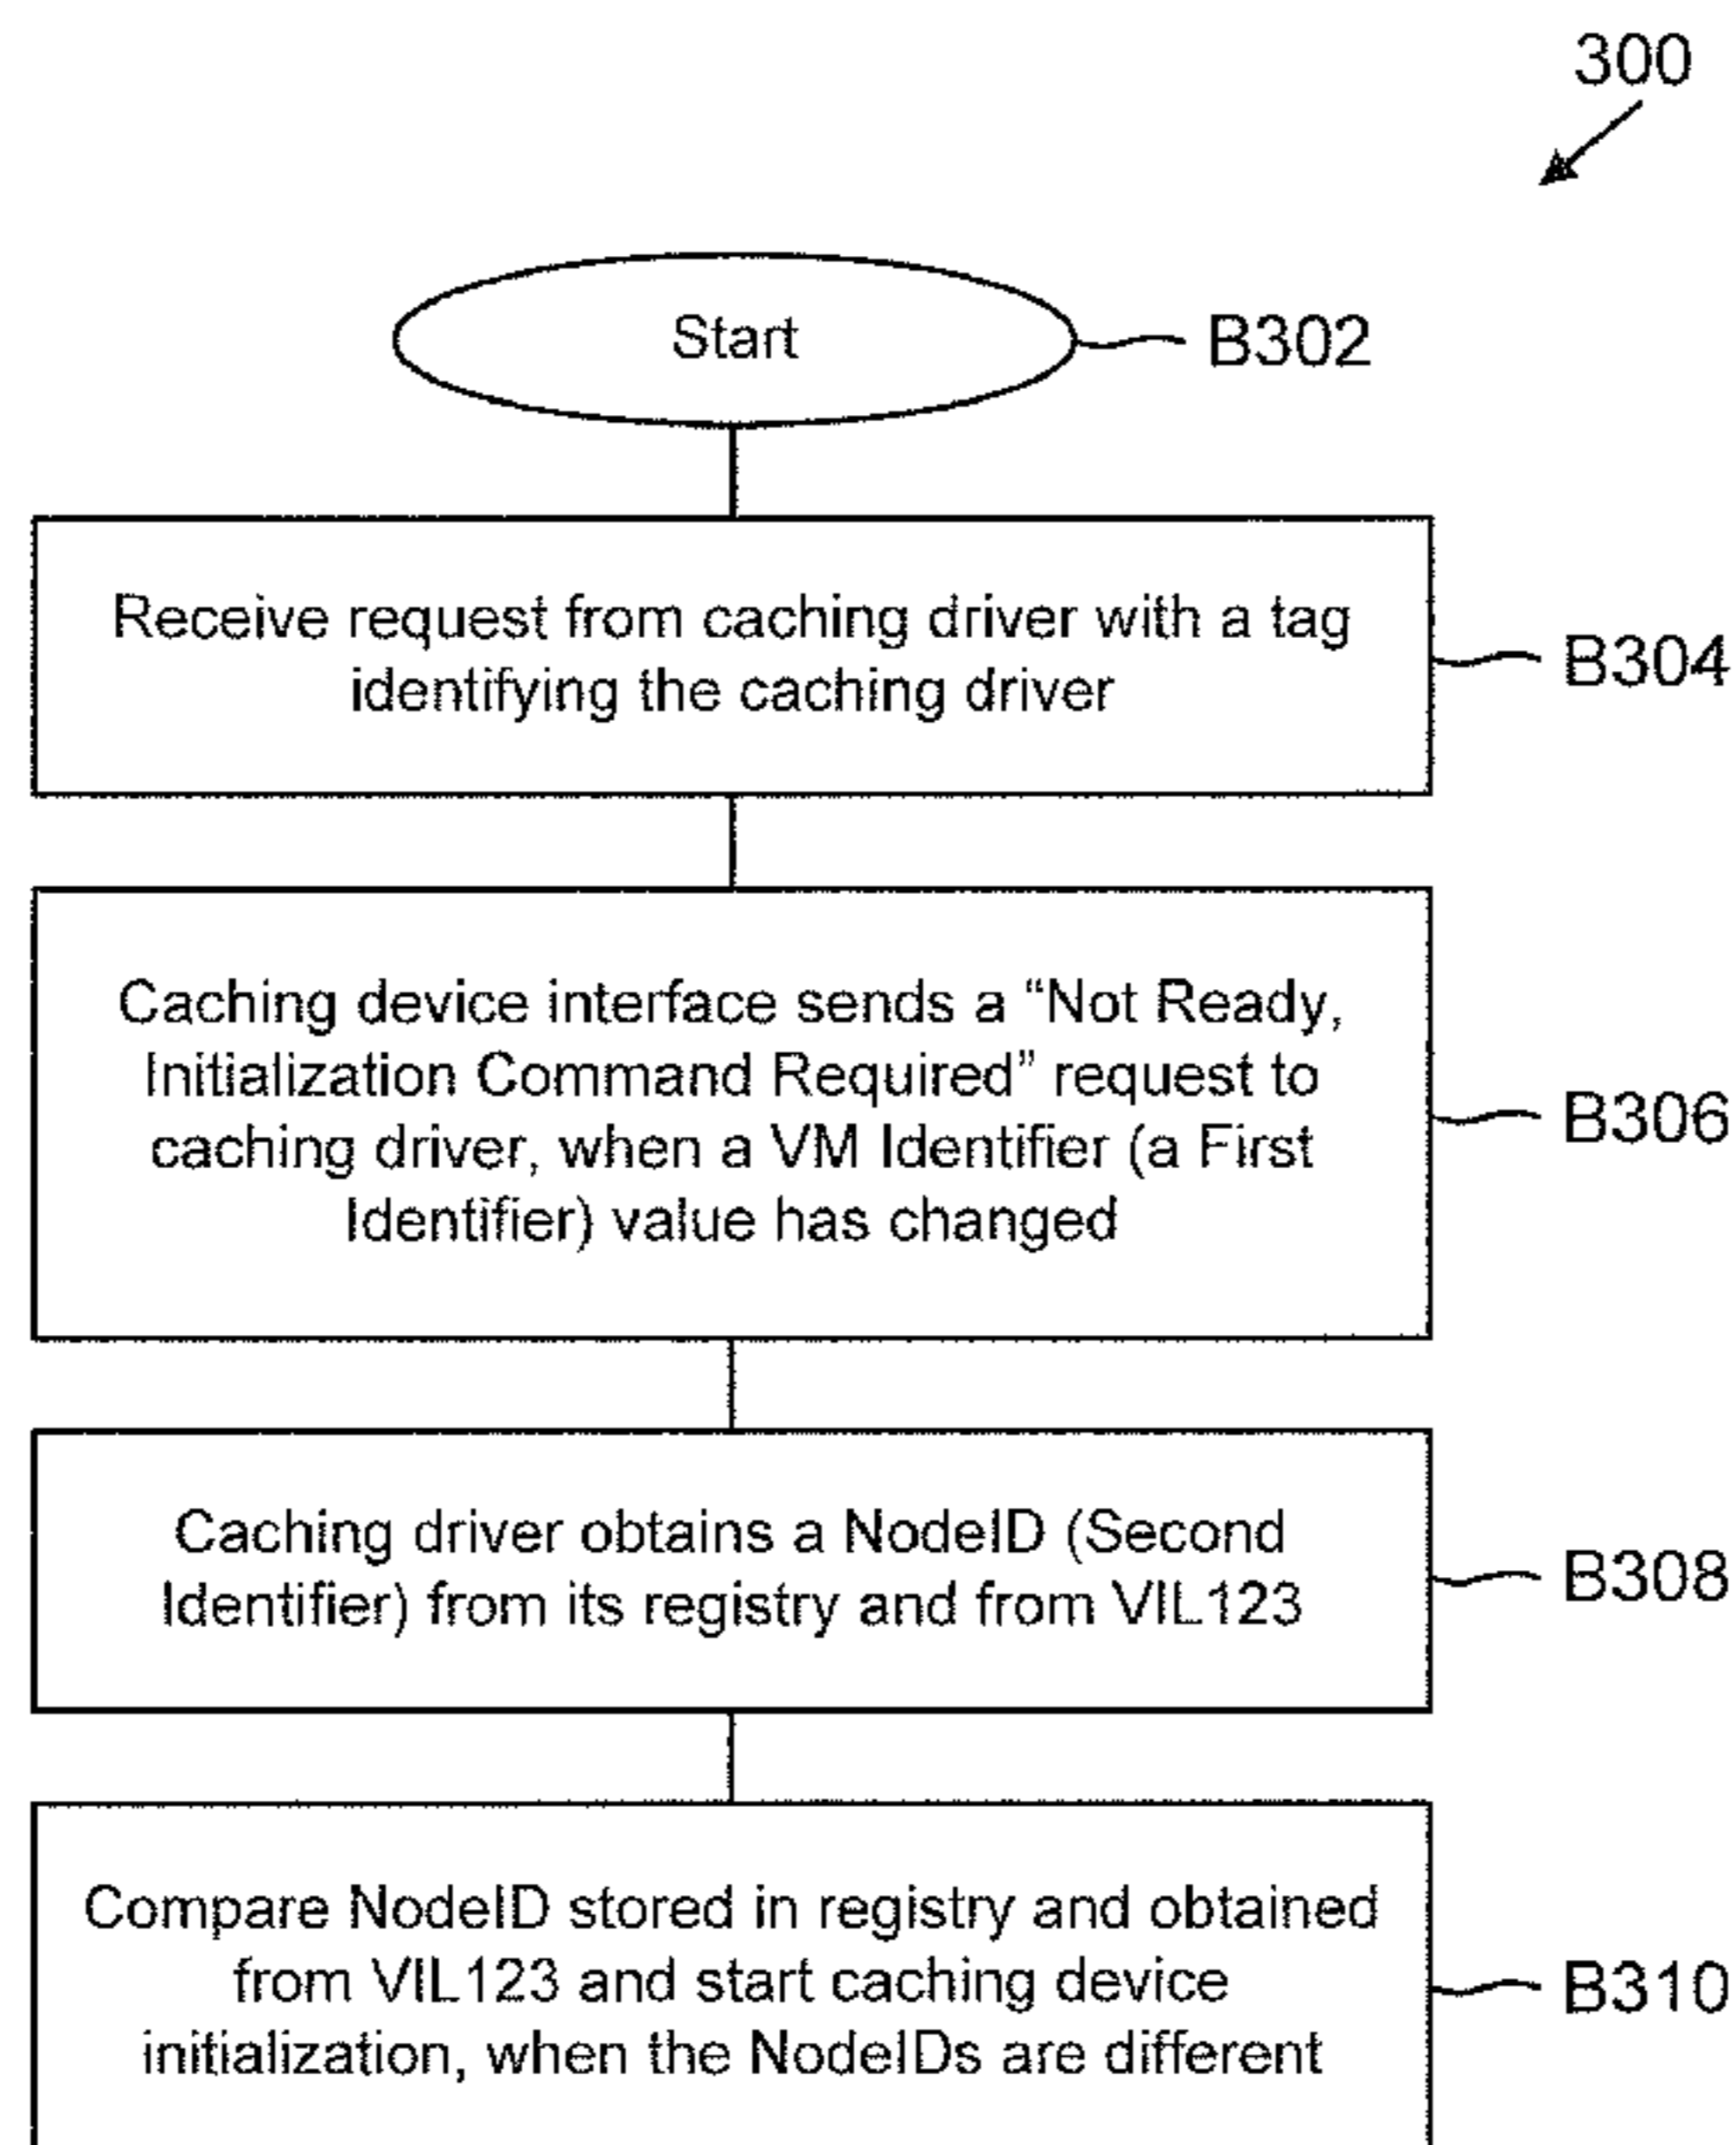 300
Start
B302
Receive request from caching driver with a tag
identifying the caching driver
B304
Caching device interface sends a “Not Ready,
Initialization Command Required” request to
caching driver, when a VM Identifier (a First
Identifier) value has changed
B306
Caching driver obtains a NodeID (Second
Identifier) from its registry and from VIL123
B308
Compare NodeID stored in registry and obtained
from VIL123 and start caching device
initialization, when the NodeIDs are different
B310